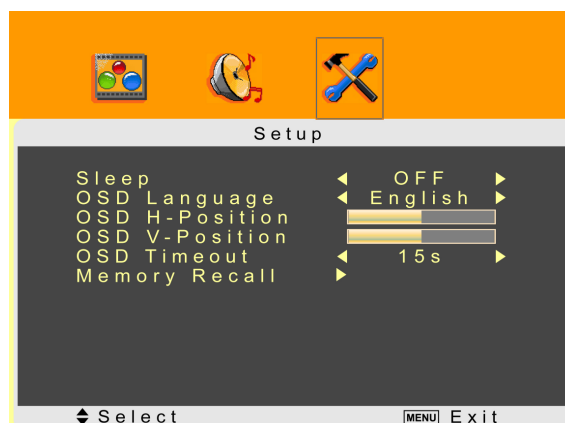 Setup
Sleep OFF
OSD Language English
OSD H-Position
OSD V-Position
OSD Timeout 15s
Memory Recall
Select MENU Exit